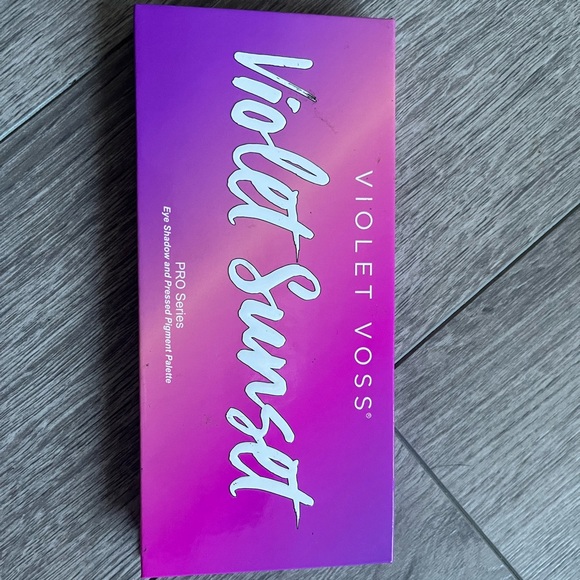 VIOLET VOSS®
Violet Sunset
PRO Series
Eye Shadow and Pressed Pigment Palette